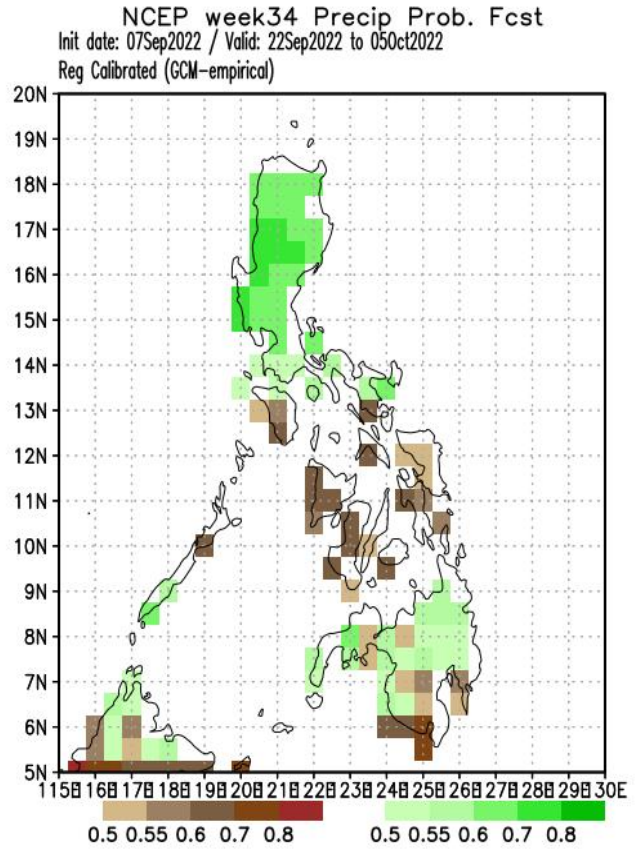 NCEP week34 Precip Prob. Fcst
Init date: 07Sep2022 / Valid: 22Sep2022 to 05Oct2022
Reg Calibrated (GCM-empirical)
20N
19N
18N
17N
16N
15N
14N
13N
12N
11N
10N
9N
8N
7N
6N
5N
115E 116E 117E 118E 119E 120E 121E 122E 123E 124E 125E 126E 127E 128E 129E 130E
0.5 0.55 0.6 0.7 0.8 0.5 0.55 0.6 0.7 0.8